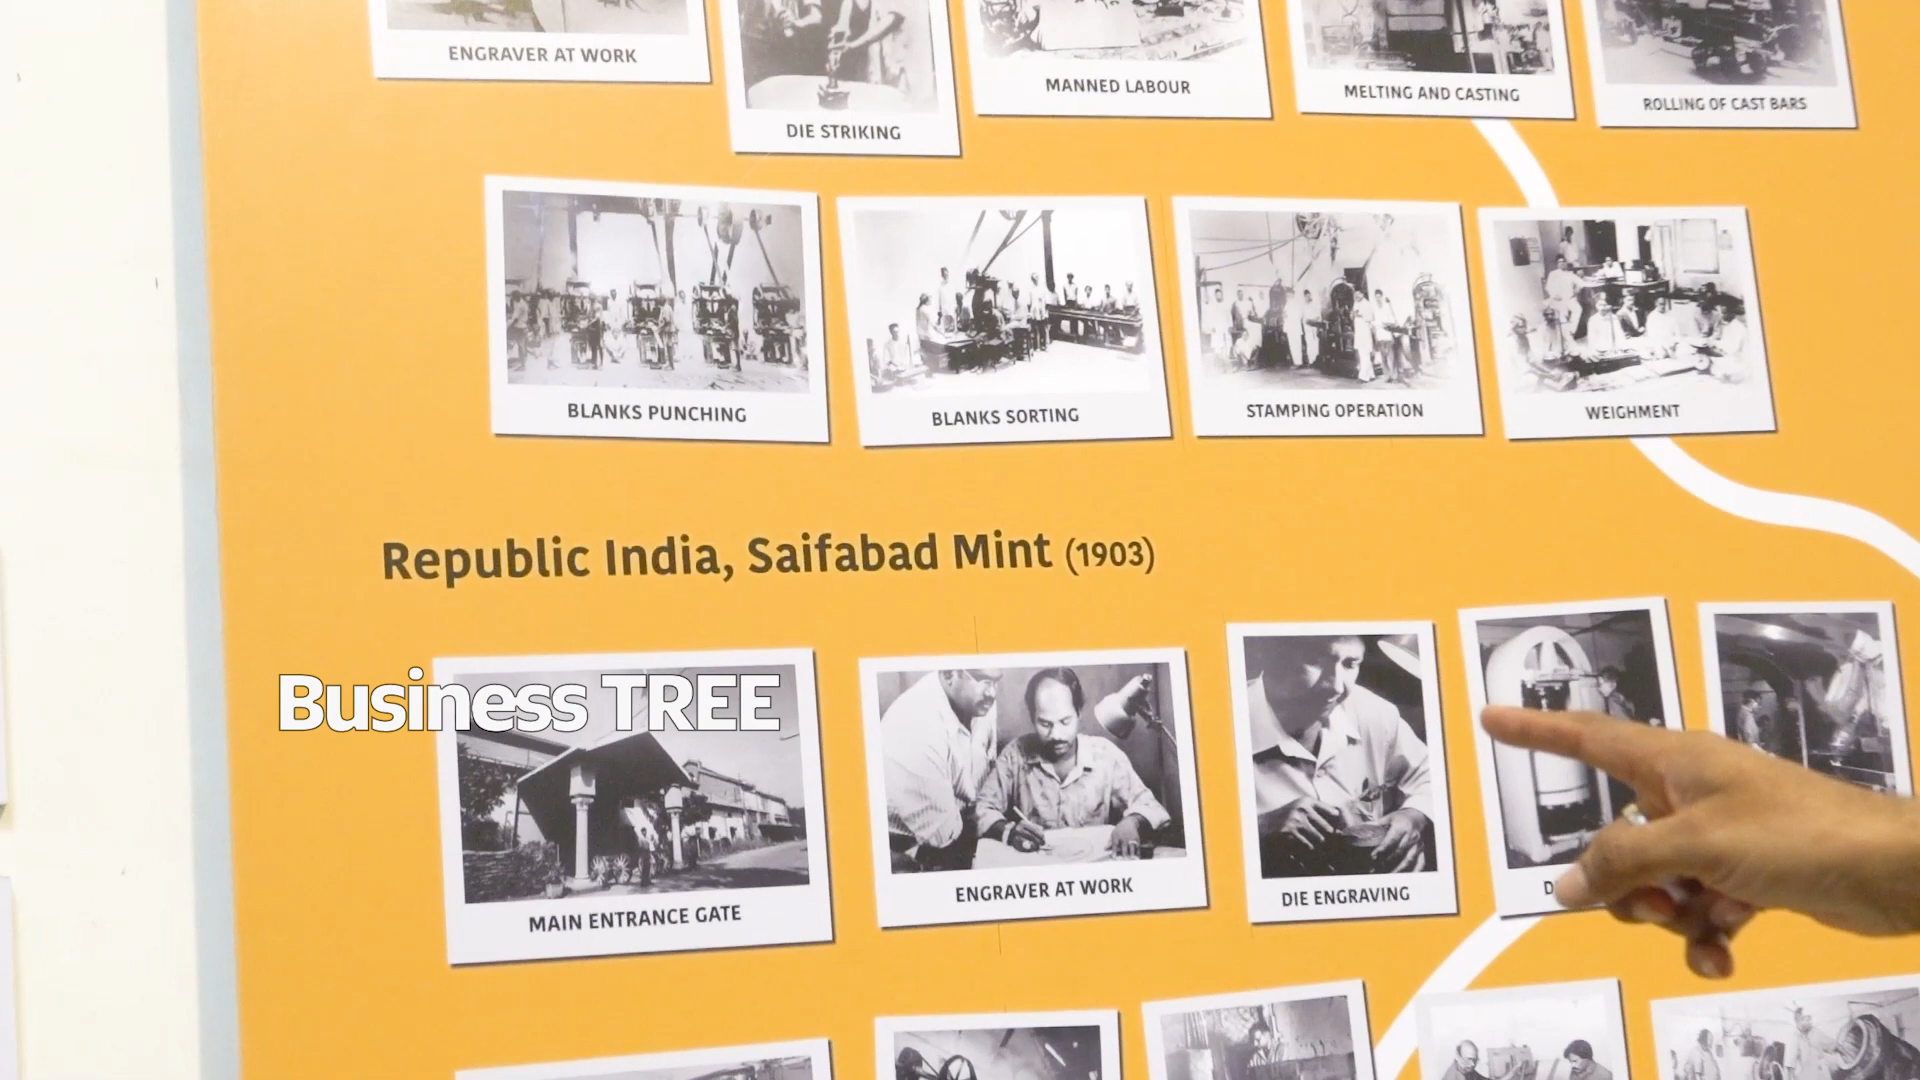 ENGRAVER AT WORK
DIE STRIKING
MANNED LABOUR
MELTING AND CASTING
ROLLING OF CAST BARS
BLANKS PUNCHING
BLANKS SORTING
STAMPING OPERATION
WEIGHMENT
Republic India, Saifabad Mint (1903)
Business TREE
MAIN ENTRANCE GATE
ENGRAVER AT WORK
DIE ENGRAVING